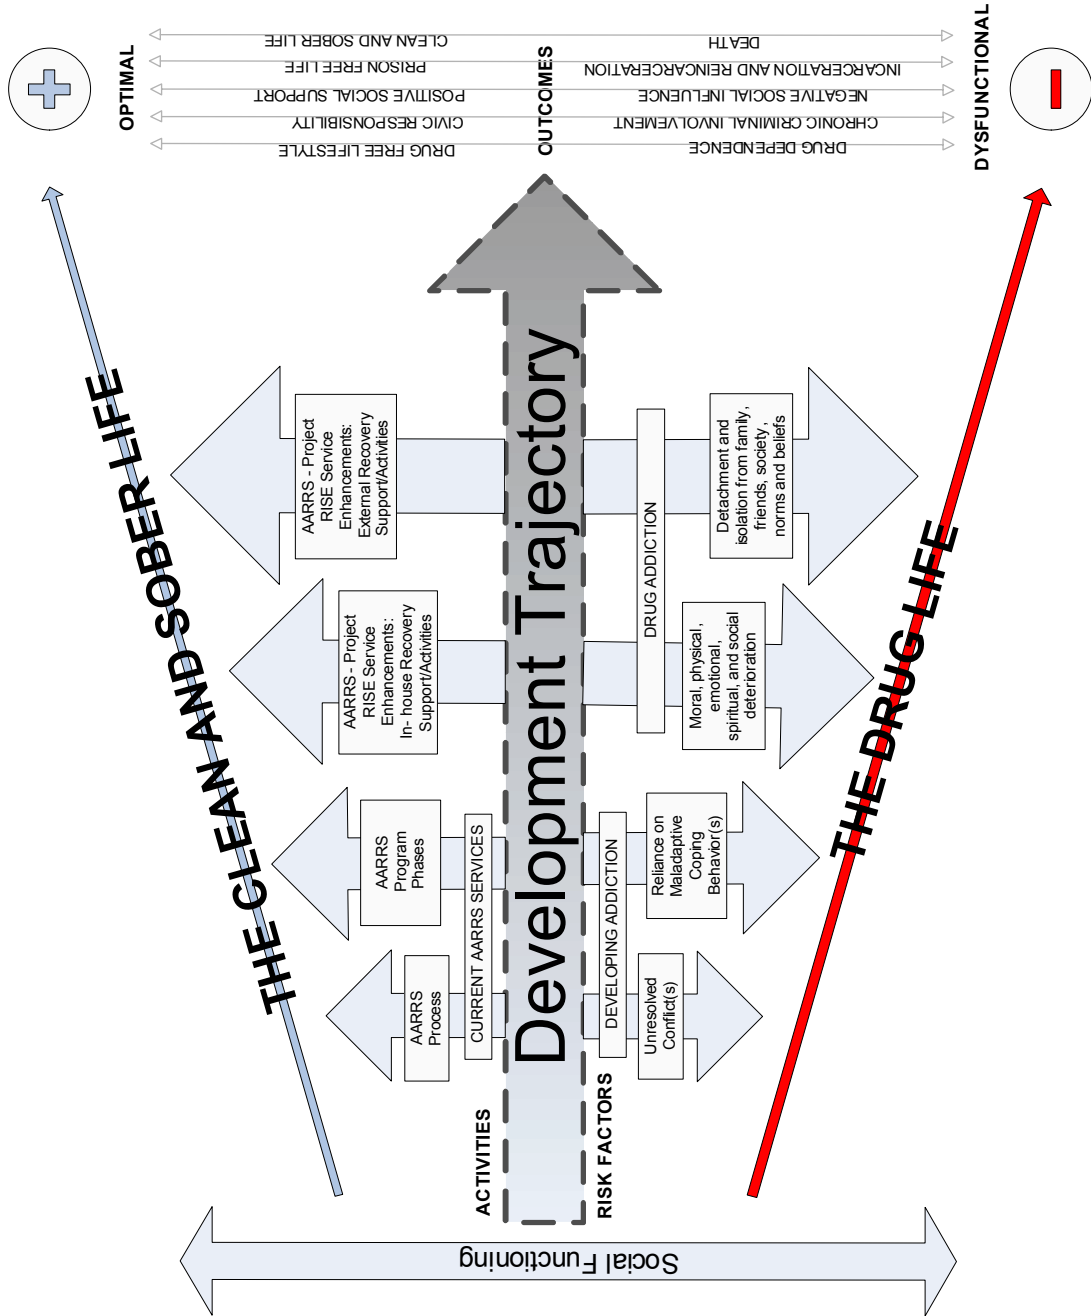 Social Functioning
THE CLEAN AND SOBER LIFE
ACTIVITIES
AARRS
Process
AARRS
Program
Phases
CURRENT AARRS SERVICES
AARRS - Project
RISE Service
Enhancements:
In- house Recovery
Support/Activities
AARRS - Project
RISE Service
Enhancements:
External Recovery
Support/Activities
Development Trajectory
RISK FACTORS
DEVELOPING ADDICTION
Unresolved
Conflict(s)
Reliance on
Maladaptive
Coping
Behavior(s)
DRUG ADDICTION
Moral, physical,
emotional,
spiritual, and social
deterioration
Detachment and
isolation from family,
friends, society,
norms and beliefs
THE DRUG LIFE
OPTIMAL
OUTCOMES
DYSFUNCTIONAL
DRUG FREE LIFESTYLE
CIVIC RESPONSIBILITY
POSITIVE SOCIAL SUPPORT
PRISON FREE LIFE
CLEAN AND SOBER LIFE
DRUG DEPENDENCE
CHRONIC CRIMINAL INVOLVEMENT
NEGATIVE SOCIAL INFLUENCE
INCARCERATION AND REINCARCERATION
DEATH